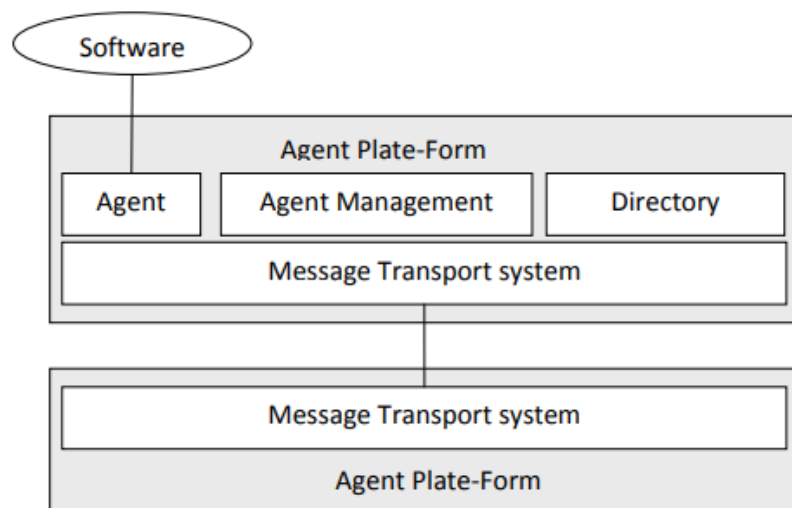 Software
Agent Plate-Form
Agent
Agent Management
Directory
Message Transport system
Message Transport system
Agent Plate-Form